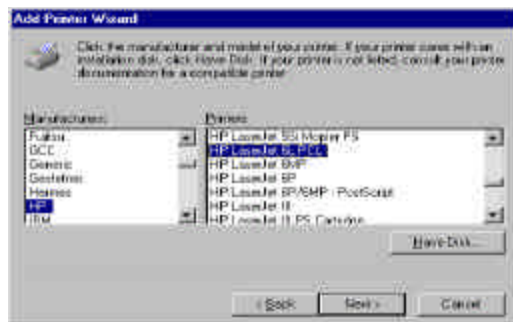 Add Printer Wizard
Click the manufacturer and model of your printer. If your printer came with an
installation disk, click Have Disk. If your printer is not listed, consult your printer
documentation for a compatible printer.
Manufacturers:
Printers:
Fujitsu
GCC
Generic
Gestetner
Hermes
HP
IBM
HP LaserJet 5Si Mopier PS
HP LaserJet 6L PCL
HP LaserJet 6MP
HP LaserJet 6P
HP LaserJet 6P/6MP - PostScript
HP LaserJet II
HP LaserJet III PS Cartridge
Have Disk...
< Back
Next >
Cancel